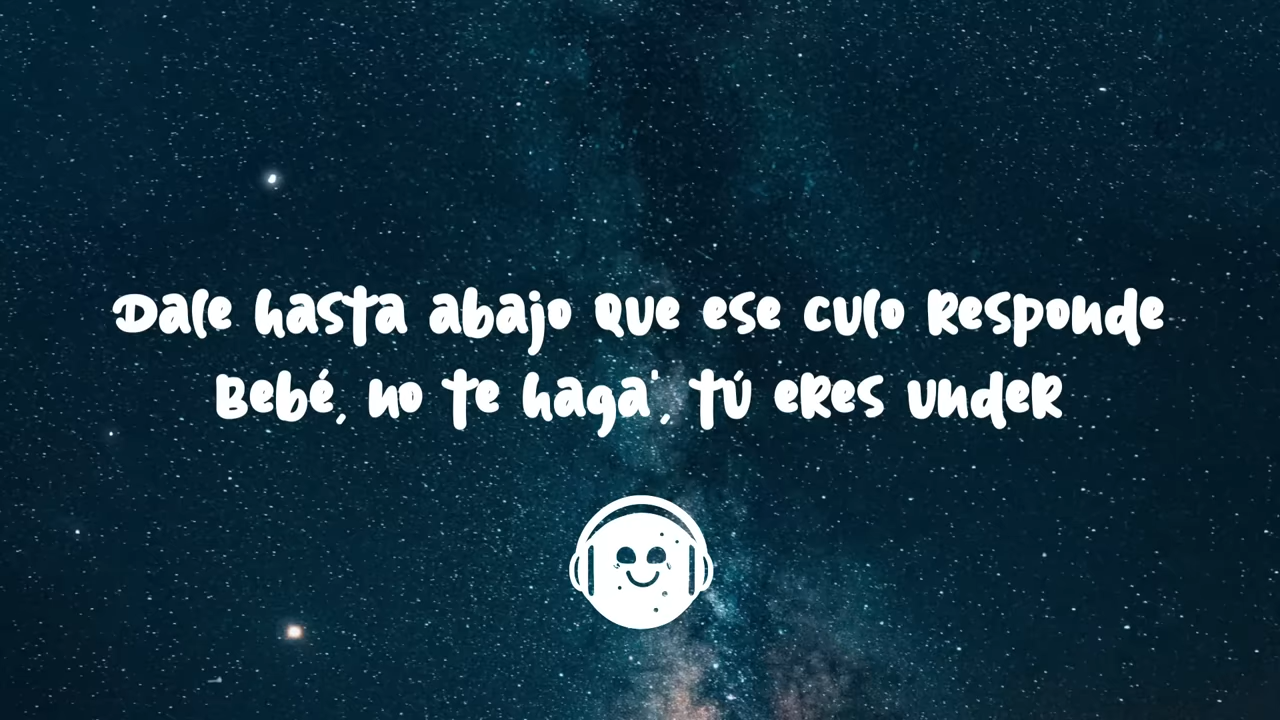 Dale hasta abajo que ese culo responde
Bebé, no te haga', tú eres under